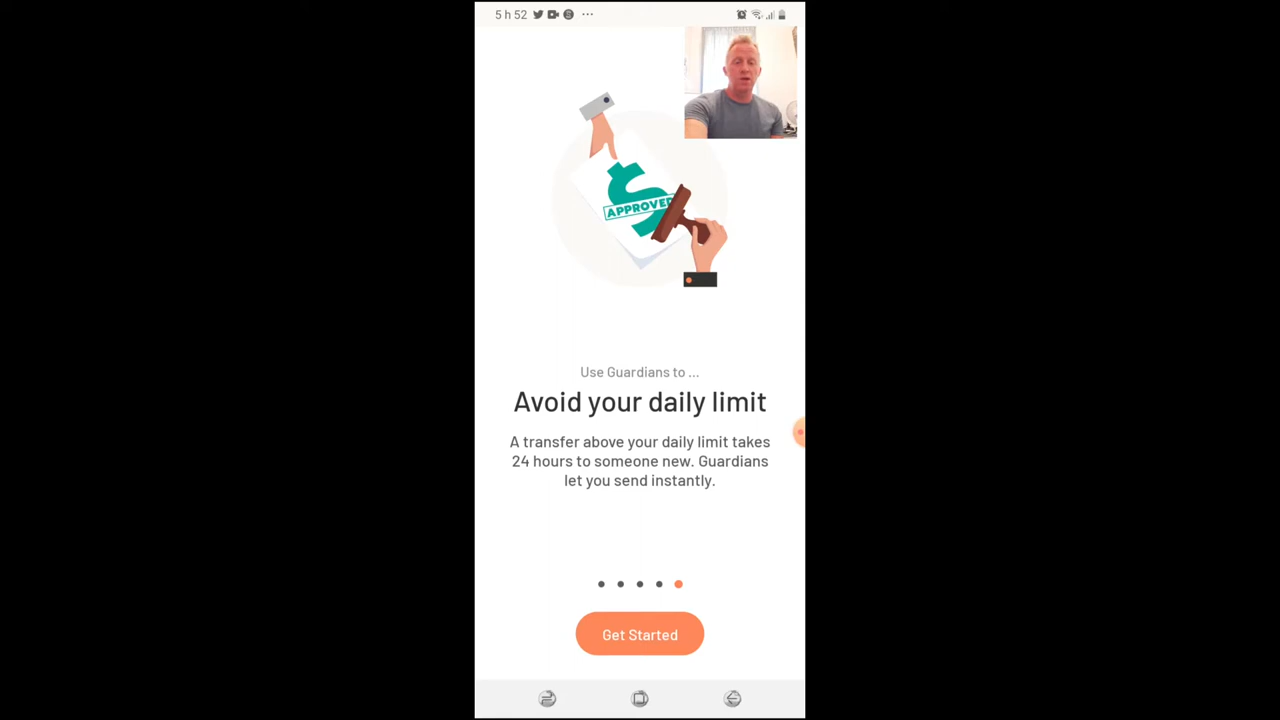 5 h 52
APPROVED
Use Guardians to ...
Avoid your daily limit
A transfer above your daily limit takes
24 hours to someone new. Guardians
let you send instantly.
Get Started